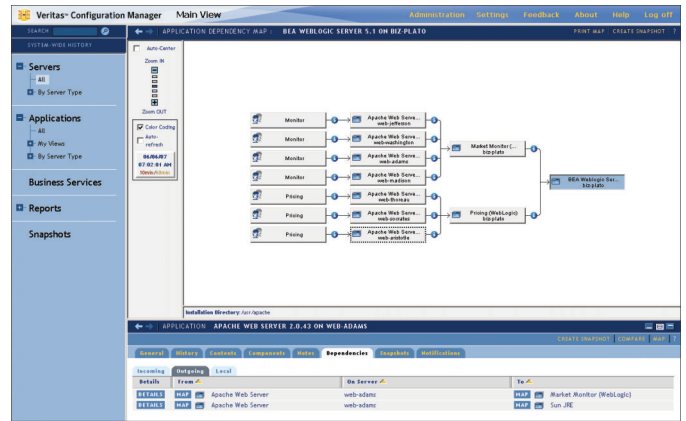 Veritas™ Configuration Manager Main View Administration Settings Feedback About Help Log off
SEARCH
SYSTEM-WIDE HISTORY
APPLICATION DEPENDENCY MAP : BEA WEBLOGIC SERVER 5.1 ON BIZ-PLATO PRINT MAP CREATE SNAPSHOT ?
Servers
All
By Server Type
Applications
All
My Views
By Server Type
Business Services
Reports
Snapshots
Auto-Center
Zoom IN
Zoom OUT
Color Coding
Auto-refresh
06/06/07
07:02:01 AM
Monitor
Apache Web Serve...
web-jefferson
Monitor
Apache Web Serve...
web-washington
Monitor
Apache Web Serve...
web-adams
Monitor
Apache Web Serve...
web-madison
Pricing
Apache Web Serve...
web-thoreau
Pricing
Apache Web Serve...
web-socrates
Pricing
Apache Web Serve...
web-aristotle
Market Monitor (...
biz-plato
Pricing (WebLogic)
biz-plato
BEA Weblogic Ser...
biz-plato
Installation Directory: /usr/apache
APPLICATION APACHE WEB SERVER 2.0.43 ON WEB-ADAMS
CREATE SNAPSHOT COMPARE MAP ?
General History Contents Components Notes Dependencies Snapshots Notifications
Incoming Outgoing Local
Details From On Server To
DETAILS MAP Apache Web Server web-adams MAP Market Monitor (WebLogic)
DETAILS MAP Apache Web Server web-adams MAP Sun JRE